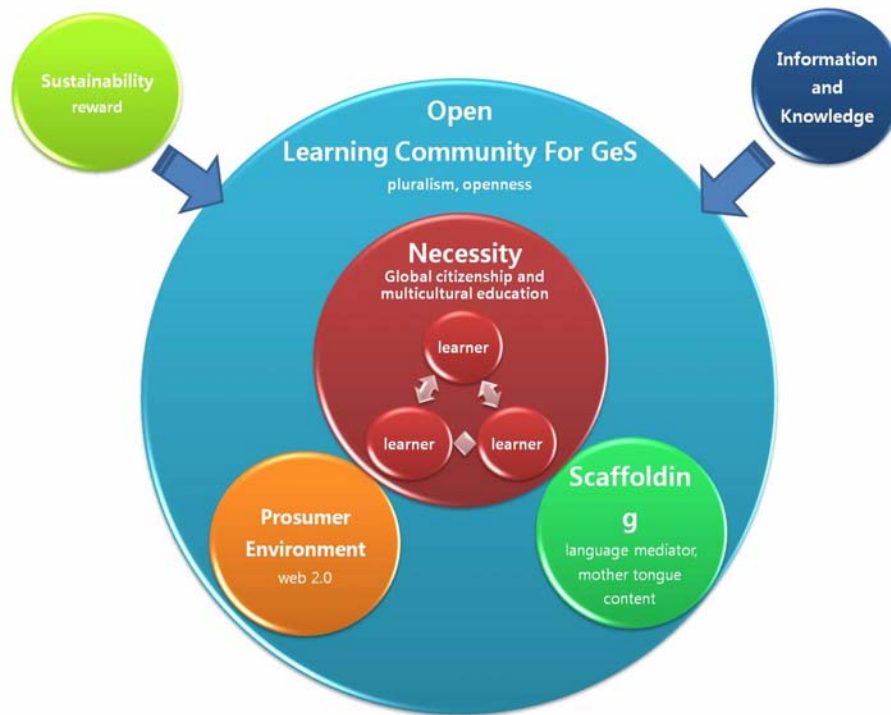 Sustainability
reward
Information
and
Knowledge
Open
Learning Community For GeS
pluralism, openness
Necessity
Global citizenship and
multicultural education
learner
learner
learner
Prosumer
Environment
web 2.0
Scaffoldin
g
language mediator,
mother tongue
content